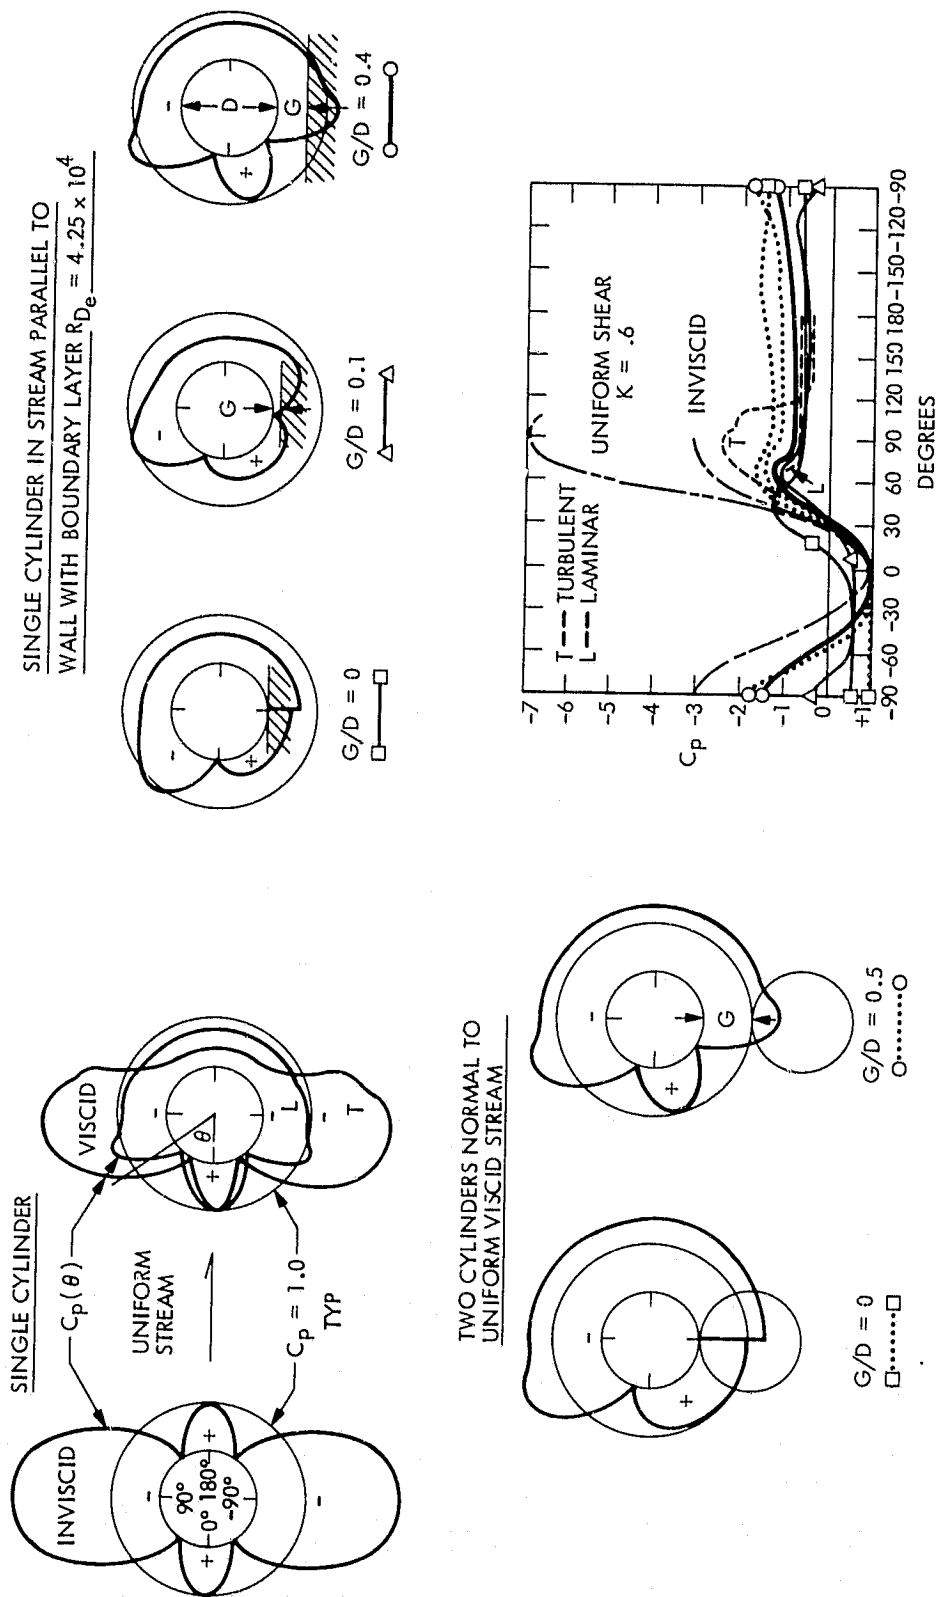 SINGLE CYLINDER
C_p(θ)
INVISCID
90°
0° 180°
-90°
-
+
+
-
UNIFORM
STREAM
C_p = 1.0
TYP
VISCID
-
+
θ
-
L
-
T
SINGLE CYLINDER IN STREAM PARALLEL TO
WALL WITH BOUNDARY LAYER R_{D_e} = 4.25 x 10^4
-
+
G/D = 0
-
+
G
G/D = 0.1
-
+
D
G
G/D = 0.4
TWO CYLINDERS NORMAL TO
UNIFORM VISCID STREAM
-
+
G/D = 0
-
+
G
G/D = 0.5
-7
-6
-5
-4
-3
-2
-1
0
+1
C_p
T --- TURBULENT
L --- LAMINAR
UNIFORM SHEAR
K = .6
INVISCID
T
L
-90 -60 -30 0 30 60 90 120 150 180 -150 -120 -90
DEGREES